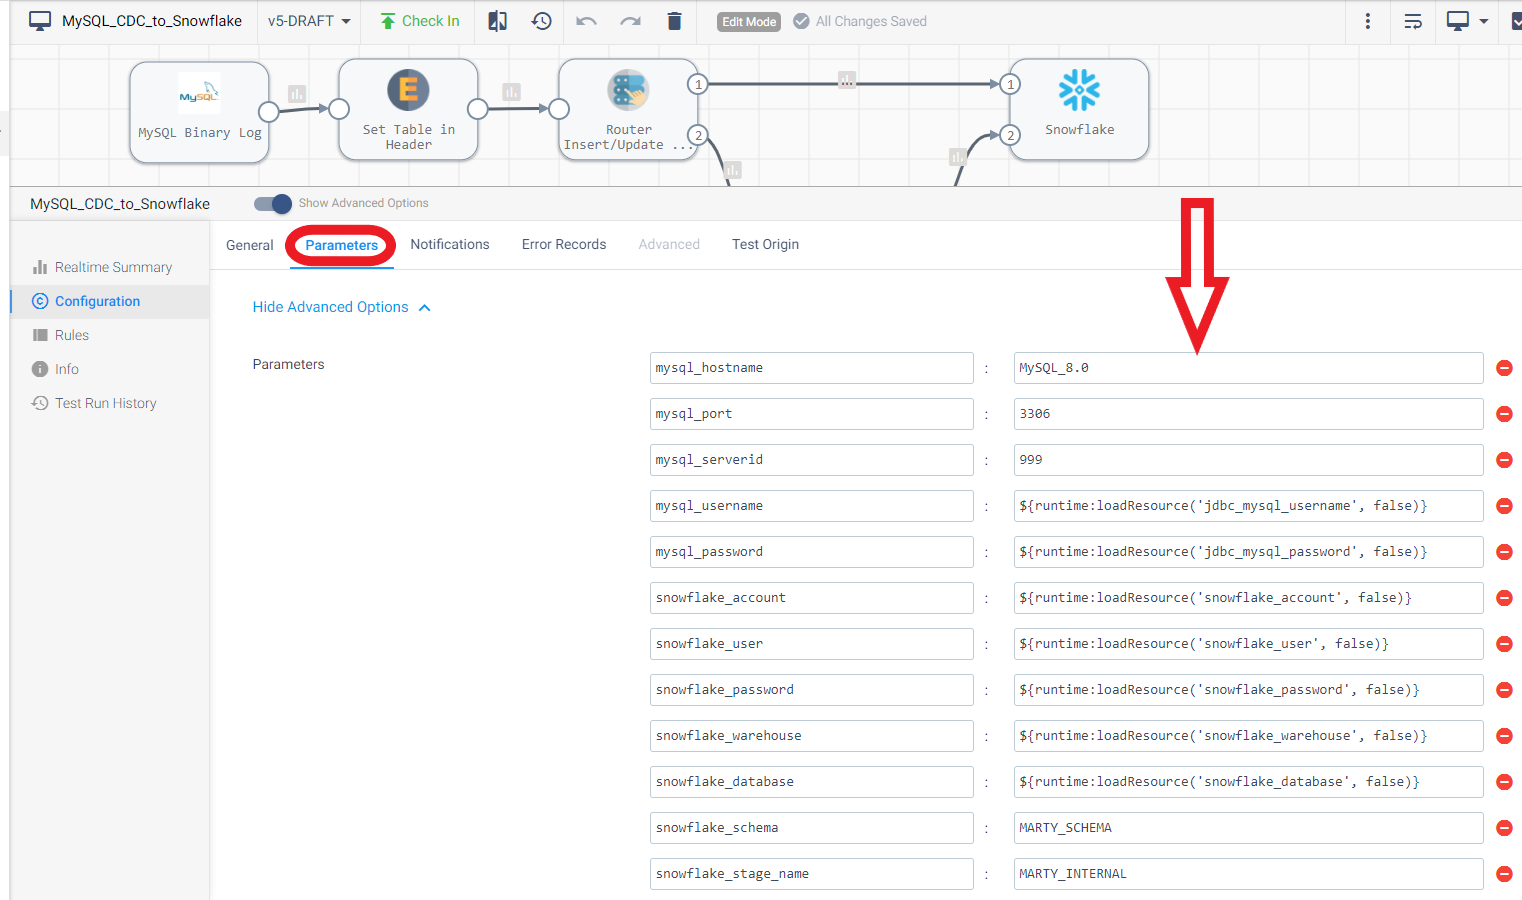 MySQL_CDC_to_Snowflake
v5-DRAFT
Check In
Edit Mode
All Changes Saved
MySQL
MySQL Binary Log
E
Set Table in
Header
Router
Insert/Update ...
1
2
1
2
Snowflake
MySQL_CDC_to_Snowflake
Show Advanced Options
Realtime Summary
Configuration
Rules
Info
Test Run History
General
Parameters
Notifications
Error Records
Advanced
Test Origin
Hide Advanced Options
Parameters
mysql_hostname : MySQL_8.0
mysql_port : 3306
mysql_serverid : 999
mysql_username : ${runtime:loadResource('jdbc_mysql_username', false)}
mysql_password : ${runtime:loadResource('jdbc_mysql_password', false)}
snowflake_account : ${runtime:loadResource('snowflake_account', false)}
snowflake_user : ${runtime:loadResource('snowflake_user', false)}
snowflake_password : ${runtime:loadResource('snowflake_password', false)}
snowflake_warehouse : ${runtime:loadResource('snowflake_warehouse', false)}
snowflake_database : ${runtime:loadResource('snowflake_database', false)}
snowflake_schema : MARTY_SCHEMA
snowflake_stage_name : MARTY_INTERNAL